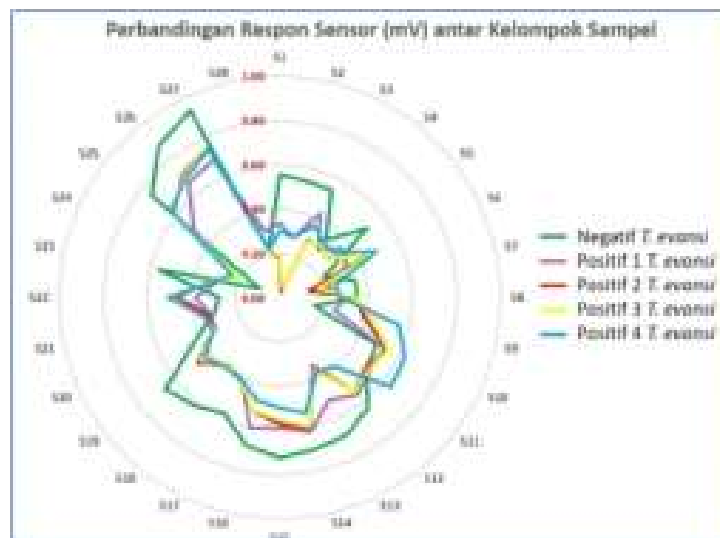 Perbandingan Respon Sensor (mV) antar Kelompok Sampel
S1
S2
S3
S4
S5
S6
S7
S8
S9
S10
S11
S12
S13
S14
S16
S17
S18
S19
S20
S21
S22
S23
S24
S25
S26
S27
S28
1.00
0.80
0.60
0.20
0.00
Negatif T. evansi
Positif 1 T. evansi
Positif 2 T. evansi
Positif 3 T. evansi
Positif 4 T. evansi